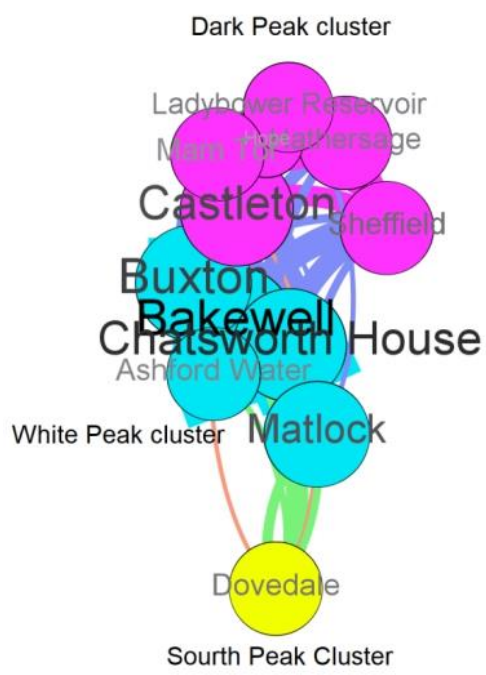 Dark Peak cluster
Ladybower Reservoir
Hope
Hathersage
Mam Tor
Castleton
Sheffield
Buxton
Bakewell
Chatsworth House
Ashford Water
White Peak cluster
Matlock
Dovedale
Sourth Peak Cluster